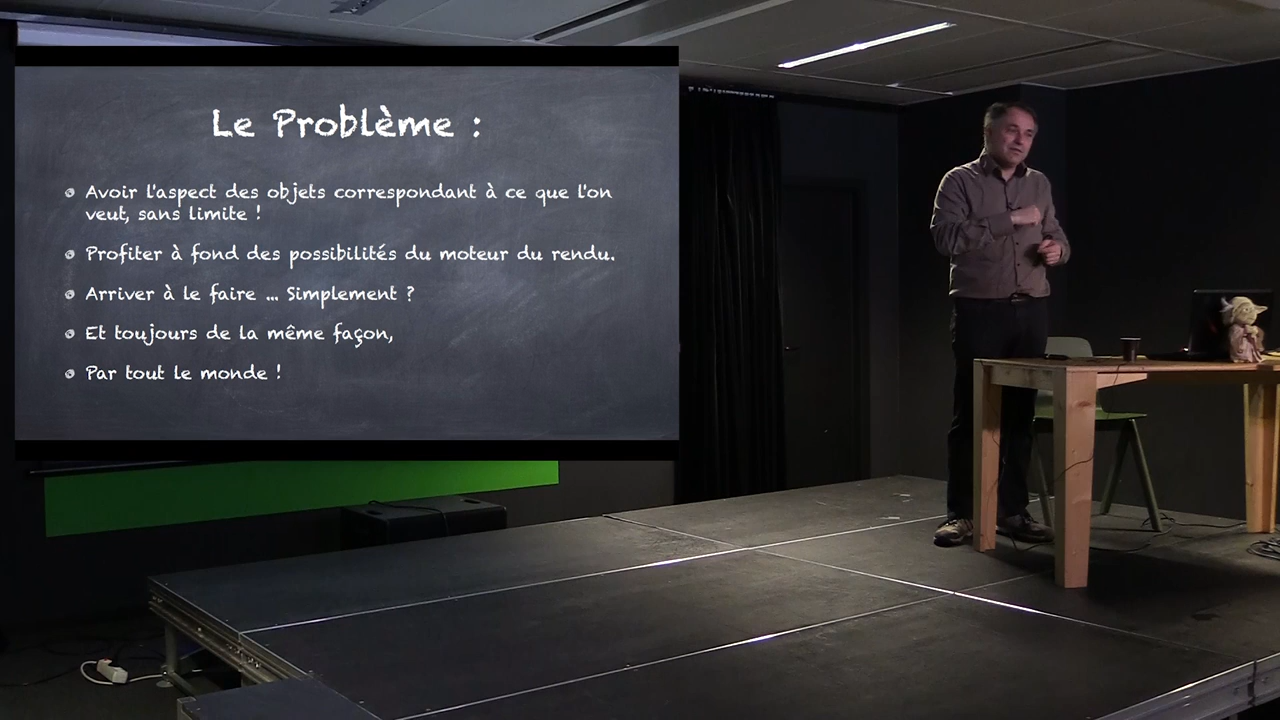 Le Problème :
Avoir l'aspect des objets correspondant à ce que l'on
veut, sans limite !
Profiter à fond des possibilités du moteur du rendu.
Arriver à le faire ... Simplement ?
Et toujours de la même façon,
Par tout le monde !